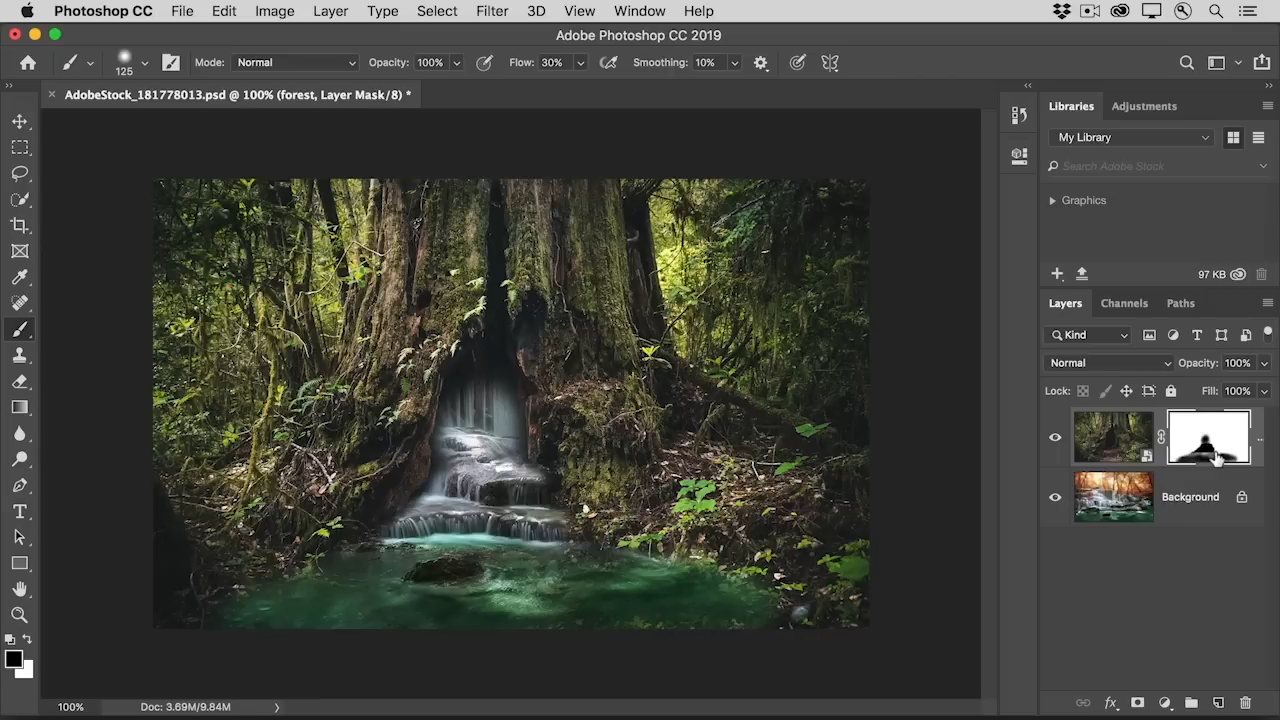 Photoshop CC File Edit Image Layer Type Select Filter 3D View Window Help
Adobe Photoshop CC 2019
125 Mode: Normal Opacity: 100% Flow: 30% Smoothing: 10%
× AdobeStock_181778013.psd @ 100% (forest, Layer Mask/8) *
Libraries Adjustments
My Library
Search Adobe Stock
Graphics
97 KB
Layers Channels Paths
Kind
Normal Opacity: 100%
Lock: Fill: 100%
Background
100% Doc: 3.69M/9.84M